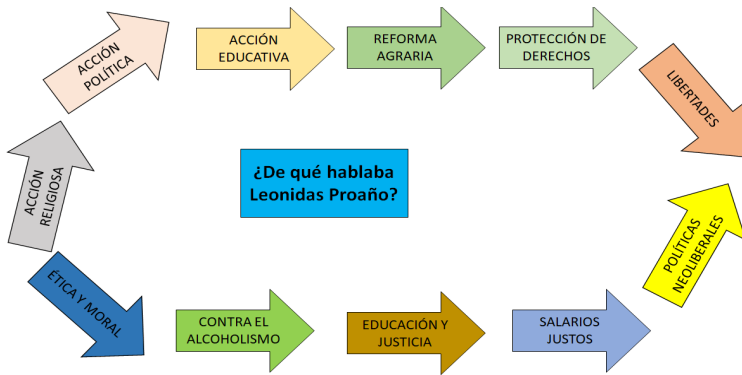 ACCIÓN
POLÍTICA
ACCIÓN
EDUCATIVA
REFORMA
AGRARIA
PROTECCIÓN DE
DERECHOS
LIBERTADES
ACCIÓN
RELIGIOSA
¿De qué hablaba
Leonidas Proaño?
POLÍTICAS
NEOLIBERALES
ÉTICA Y MORAL
CONTRA EL
ALCOHOLISMO
EDUCACIÓN Y
JUSTICIA
SALARIOS
JUSTOS